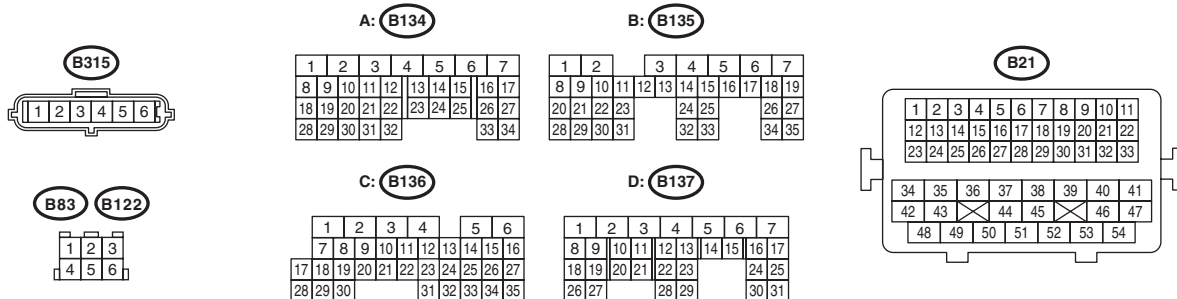 B315
1 2 3 4 5 6
B83 B122
1 2 3
4 5 6
A: B134
1 2 3 4 5 6 7
8 9 10 11 12 13 14 15 16 17
18 19 20 21 22 23 24 25 26 27
28 29 30 31 32 33 34
B: B135
1 2 3 4 5 6 7
8 9 10 11 12 13 14 15 16 17 18 19
20 21 22 23 24 25 26 27
28 29 30 31 32 33 34 35
C: B136
1 2 3 4 5 6
7 8 9 10 11 12 13 14 15 16
17 18 19 20 21 22 23 24 25 26 27
28 29 30 31 32 33 34 35
D: B137
1 2 3 4 5 6 7
8 9 10 11 12 13 14 15 16 17
18 19 20 21 22 23 24 25
26 27 28 29 30 31
B21
1 2 3 4 5 6 7 8 9 10 11
12 13 14 15 16 17 18 19 20 21 22
23 24 25 26 27 28 29 30 31 32 33
34 35 36 37 38 39 40 41
42 43 44 45 46 47
48 49 50 51 52 53 54